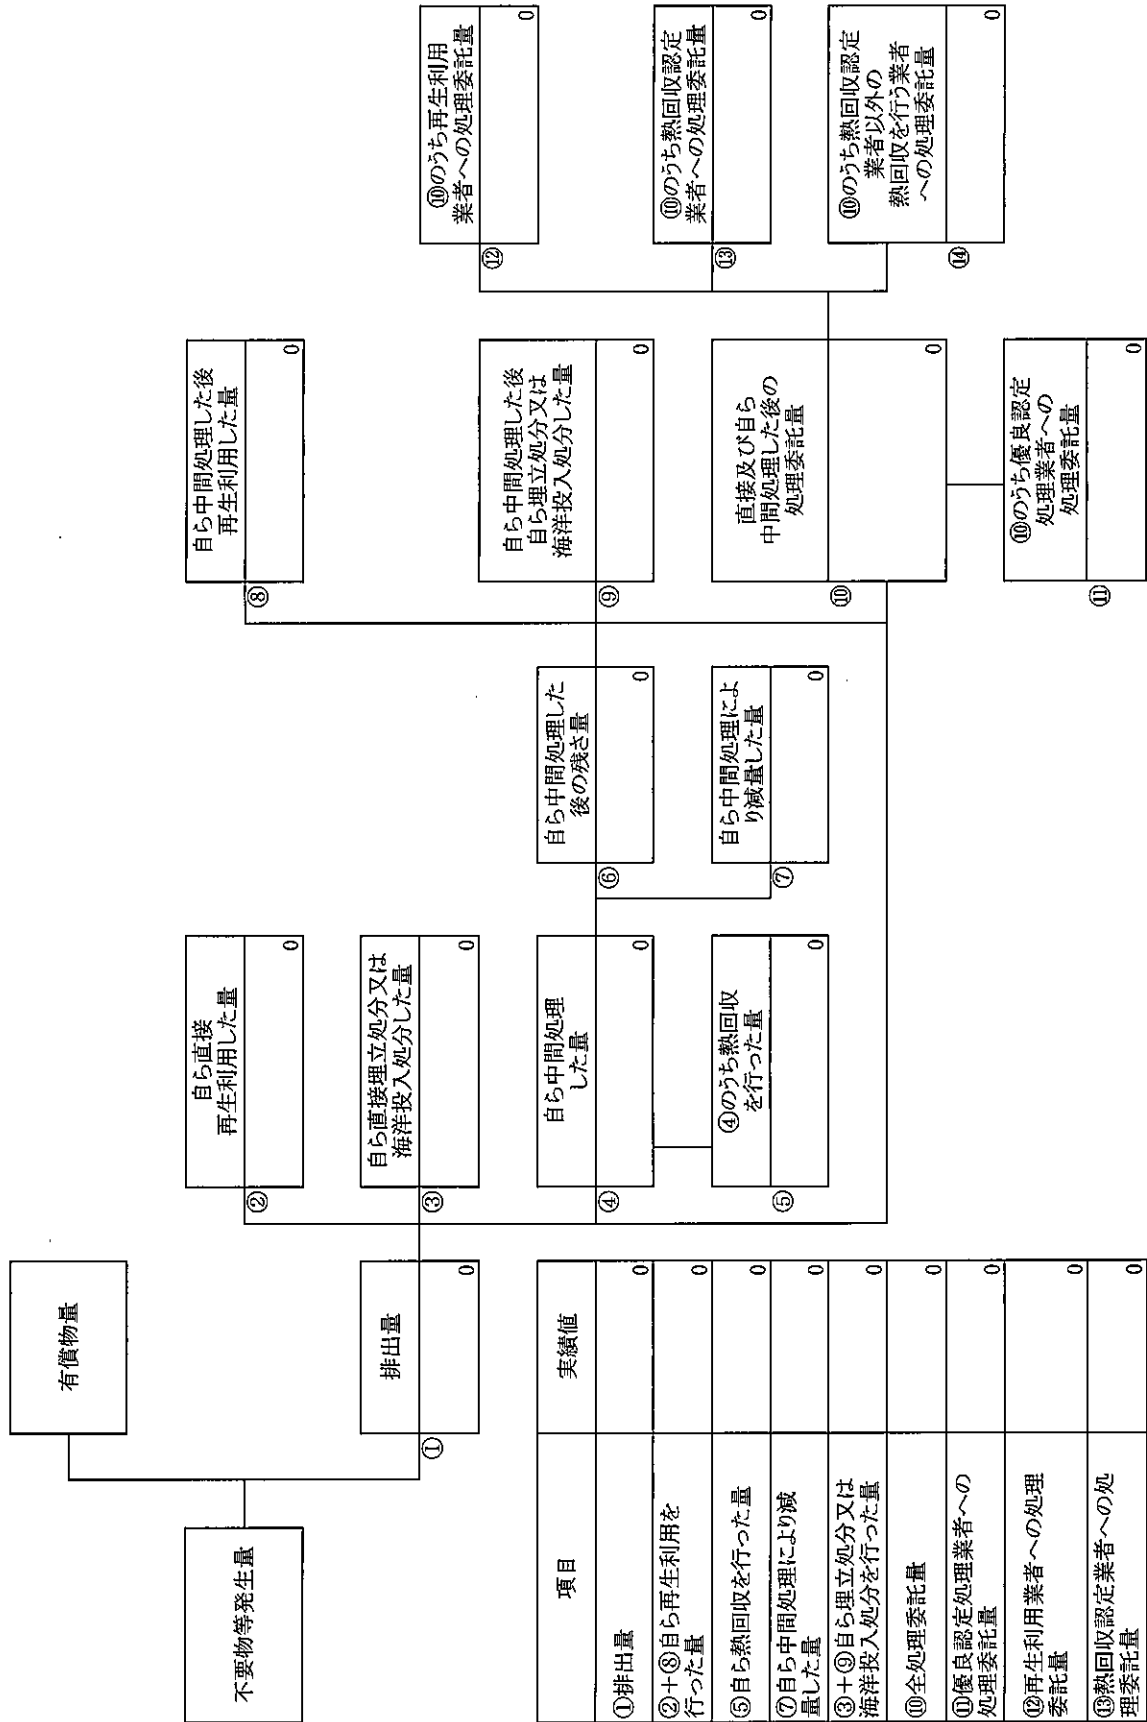 不要物等発生量
有償物量
①
排出量
0
②
自ら直接
再生利用した量
0
③
自ら直接埋立処分又は
海洋投入処分した量
0
④
自ら中間処理
した量
0
⑤
④のうち熱回収
を行った量
0
⑥
自ら中間処理した
後の残さ量
0
⑦
自ら中間処理によ
り減量した量
0
⑧
自ら中間処理した後
再生利用した量
0
⑨
自ら中間処理した後
自ら埋立処分又は
海洋投入処分した量
0
⑩
直接及び自ら
中間処理した後の
処理委託量
0
⑪
⑩のうち優良認定
処理業者への
処理委託量
0
⑫
⑩のうち再生利用
業者への処理委託量
0
⑬
⑩のうち熱回収認定
業者への処理委託量
0
⑭
⑩のうち熱回収認定
業者以外の
熱回収を行う業者
への処理委託量
0
項目 実績値
①排出量 0
②+⑧自ら再生利用を
行った量 0
⑤自ら熱回収を行った量 0
⑦自ら中間処理により減
量した量 0
③+⑨自ら埋立処分又は
海洋投入処分を行った量 0
⑩全処理委託量 0
⑪優良認定処理業者への
処理委託量 0
⑫再生利用業者への処理
委託量 0
⑬熱回収認定業者への処
理委託量 0